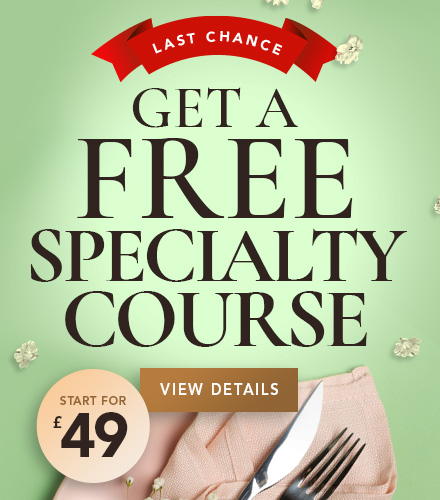 LAST CHANCE
GET A
FREE
SPECIALTY
COURSE
VIEW DETAILS
START FOR
£49